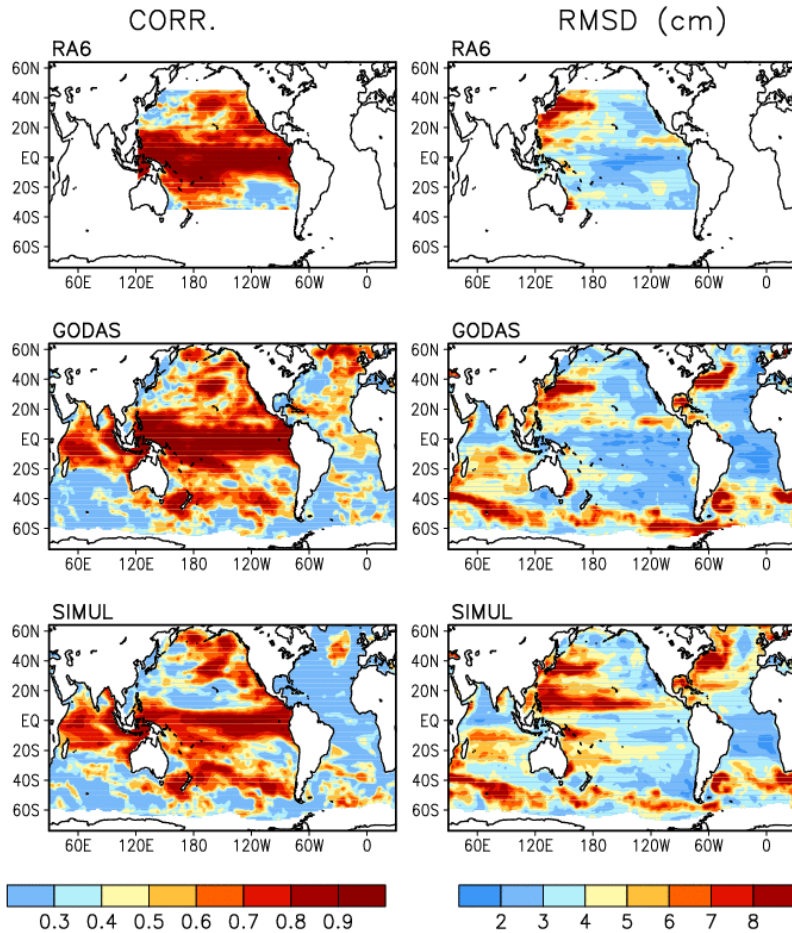 CORR. RMSD (cm)
RA6 RA6
60N 60N
40N 40N
20N 20N
EQ EQ
20S 20S
40S 40S
60S 60S
60E 120E 180 120W 60W 0 60E 120E 180 120W 60W 0
GODAS GODAS
60N 60N
40N 40N
20N 20N
EQ EQ
20S 20S
40S 40S
60S 60S
60E 120E 180 120W 60W 0 60E 120E 180 120W 60W 0
SIMUL SIMUL
60N 60N
40N 40N
20N 20N
EQ EQ
20S 20S
40S 40S
60S 60S
60E 120E 180 120W 60W 0 60E 120E 180 120W 60W 0
0.3 0.4 0.5 0.6 0.7 0.8 0.9 2 3 4 5 6 7 8